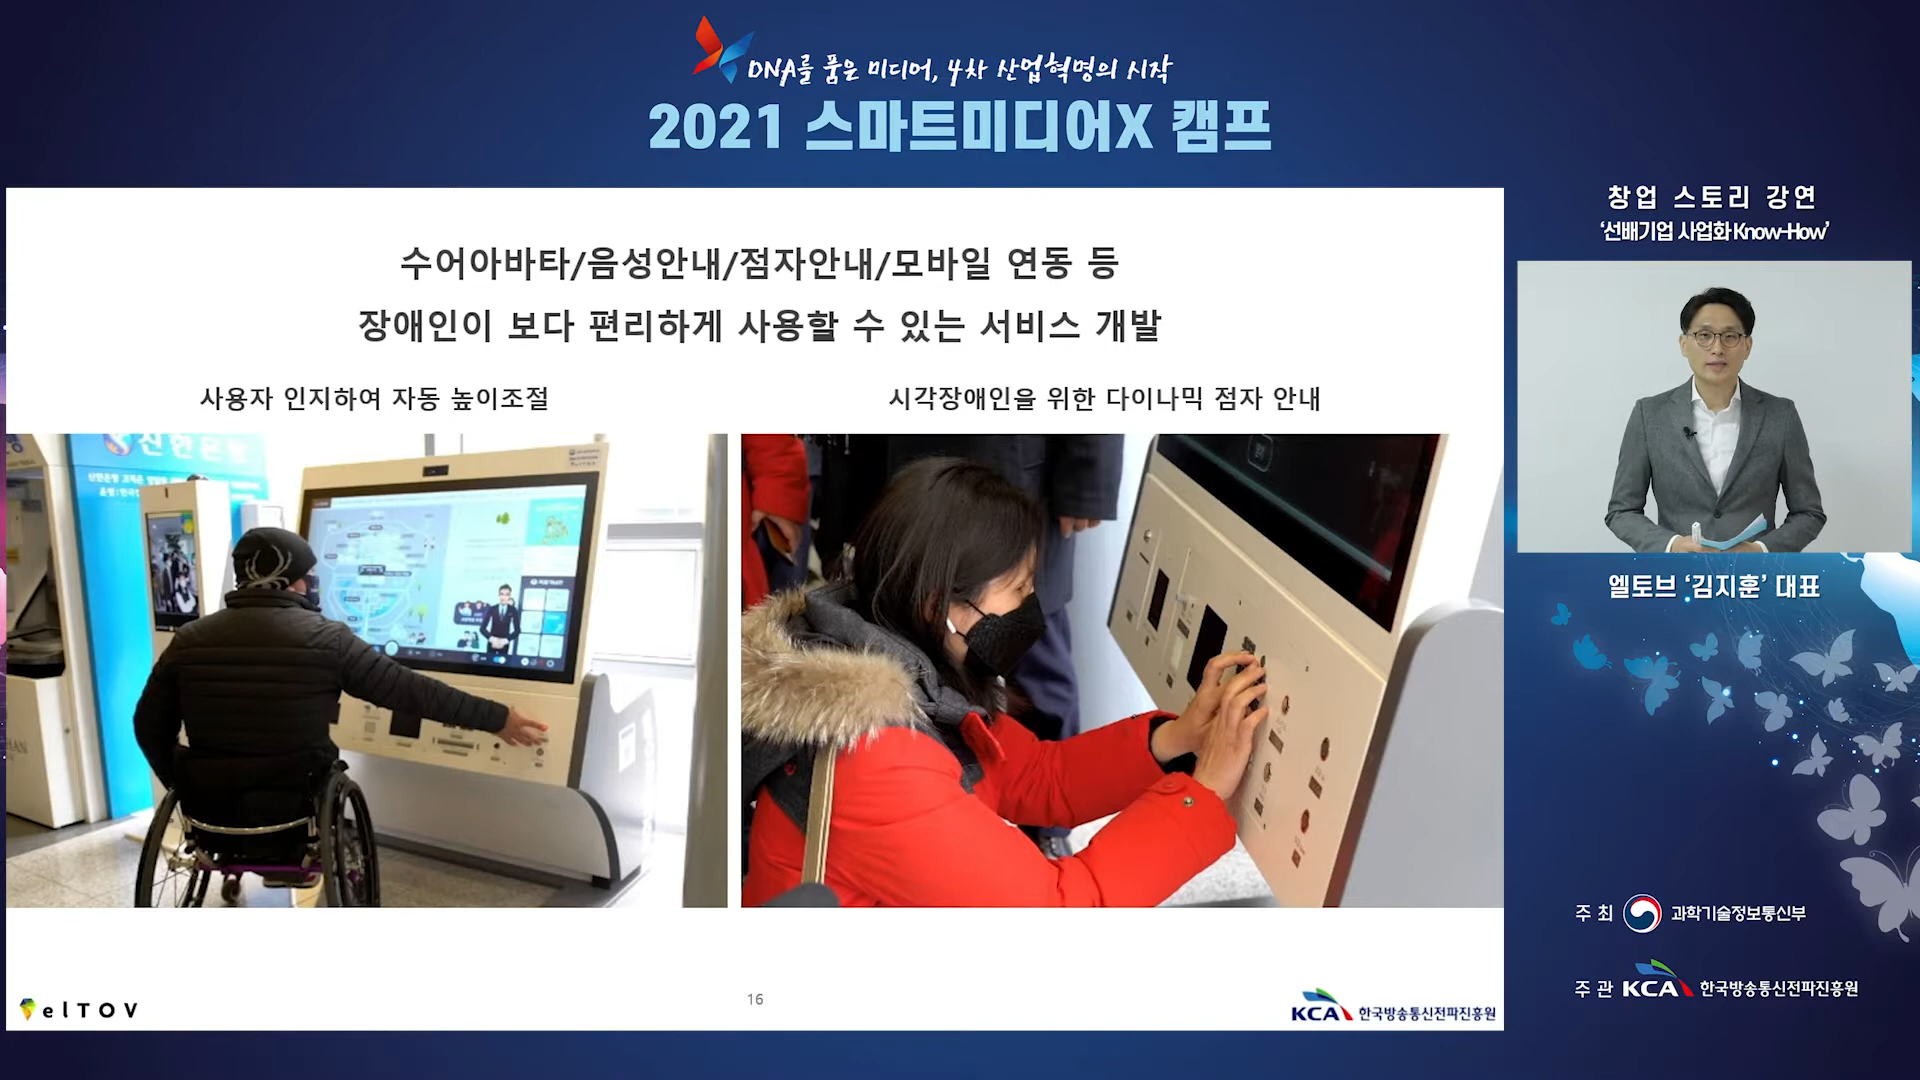 DNA를 품은 미디어, 4차 산업혁명의 시작
2021 스마트미디어X 캠프
창업 스토리 강연
‘선배기업 사업화 Know-How’
수어아바타/음성안내/점자안내/모바일 연동 등
장애인이 보다 편리하게 사용할 수 있는 서비스 개발
사용자 인지하여 자동 높이조절
시각장애인을 위한 다이나믹 점자 안내
신한은행
엘토브 ‘김지훈’ 대표
주최 과학기술정보통신부
주관 KCA 한국방송통신전파진흥원
elTOV
16
KCA 한국방송통신전파진흥원